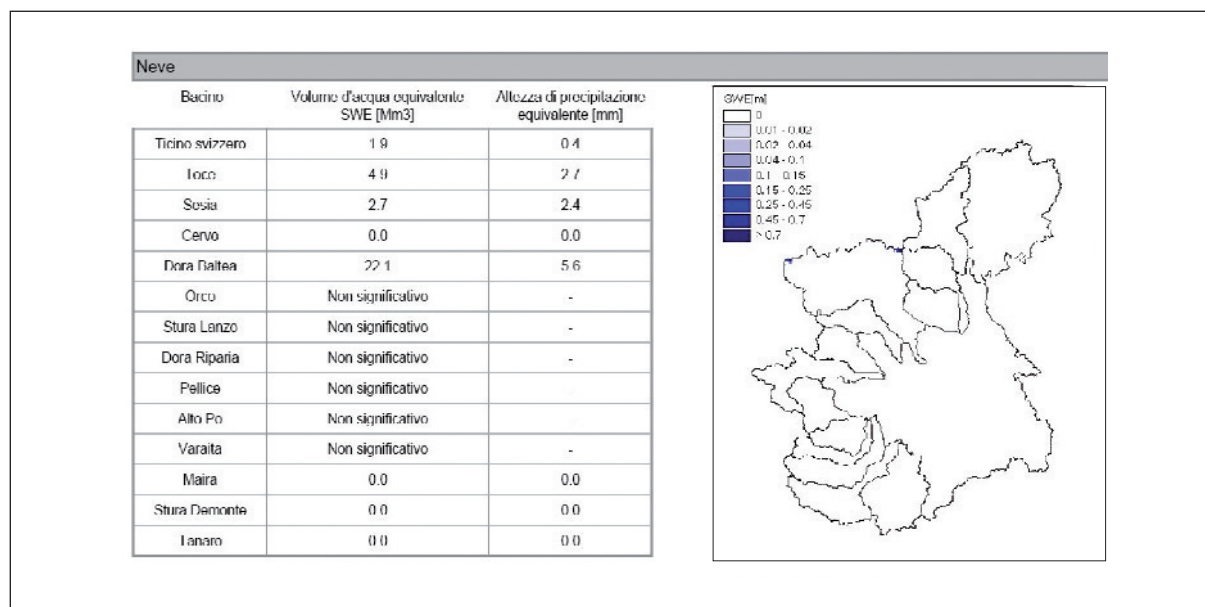 Neve
Bacino Volume d'acqua equivalente SWE [Mm3] Altezza di precipitazione equivalente [mm]
Ticino svizzero 1.9 0.4
Toce 4.9 2.7
Sesia 2.7 2.4
Cervo 0.0 0.0
Dora Baltea 22.1 5.6
Orco Non significativo -
Stura Lanzo Non significativo -
Dora Riparia Non significativo -
Pellice Non significativo
Alto Po Non significativo
Varaita Non significativo -
Maira 0.0 0.0
Stura Demonte 0.0 0.0
Tanaro 0.0 0.0
SWE[m]
0
0.01 - 0.02
0.02 - 0.04
0.04 - 0.1
0.1 - 0.15
0.15 - 0.25
0.25 - 0.45
0.45 - 0.7
> 0.7